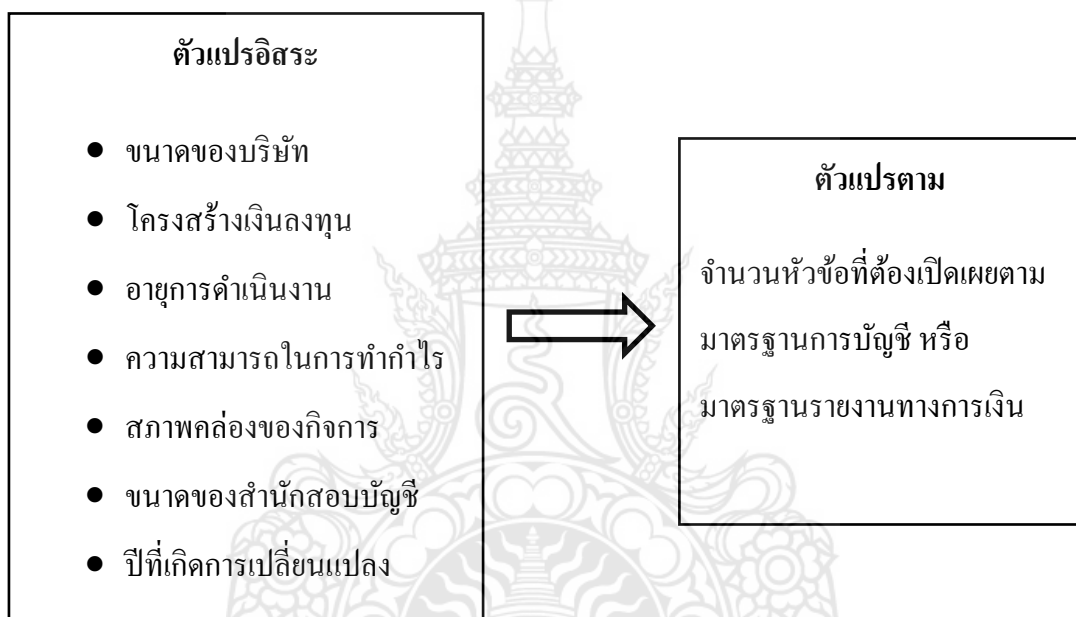 ตัวแปรอิสระ
● ขนาดของบริษัท
● โครงสร้างเงินลงทุน
● อายุการดำเนินงาน
● ความสามารถในการทำกำไร
● สภาพคล่องของกิจการ
● ขนาดของสำนักสอบบัญชี
● ปีที่เกิดการเปลี่ยนแปลง
ตัวแปรตาม
จำนวนหัวข้อที่ต้องเปิดเผยตาม
มาตรฐานการบัญชี หรือ
มาตรฐานรายงานทางการเงิน